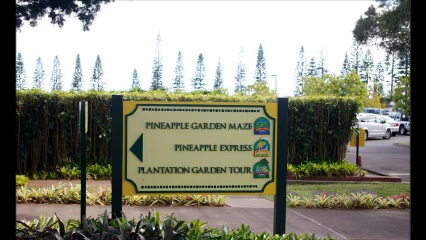 PINEAPPLE GARDEN MAZE
PINEAPPLE EXPRESS
PLANTATION GARDEN TOUR